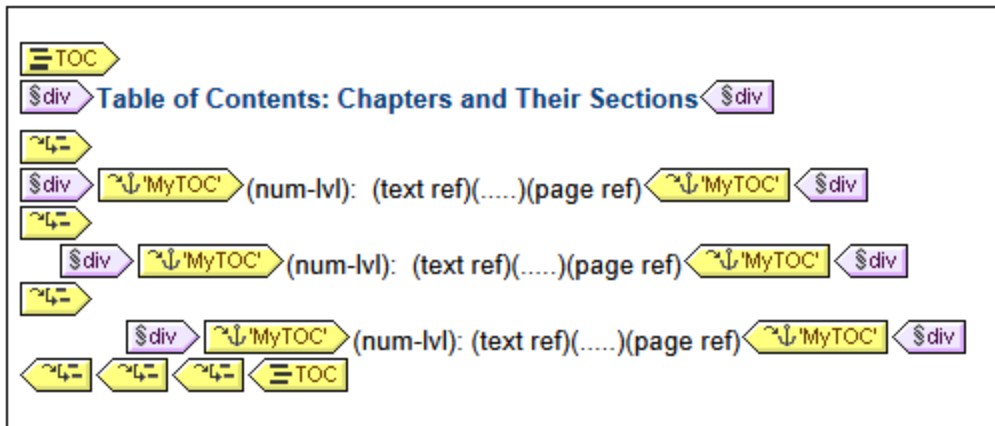 TOC
§div Table of Contents: Chapters and Their Sections §div
§div 'MyTOC' (num-lvl): (text ref)(.....)(page ref) 'MyTOC' §div
§div 'MyTOC' (num-lvl): (text ref)(.....)(page ref) 'MyTOC' §div
§div 'MyTOC' (num-lvl): (text ref)(.....)(page ref) 'MyTOC' §div
TOC